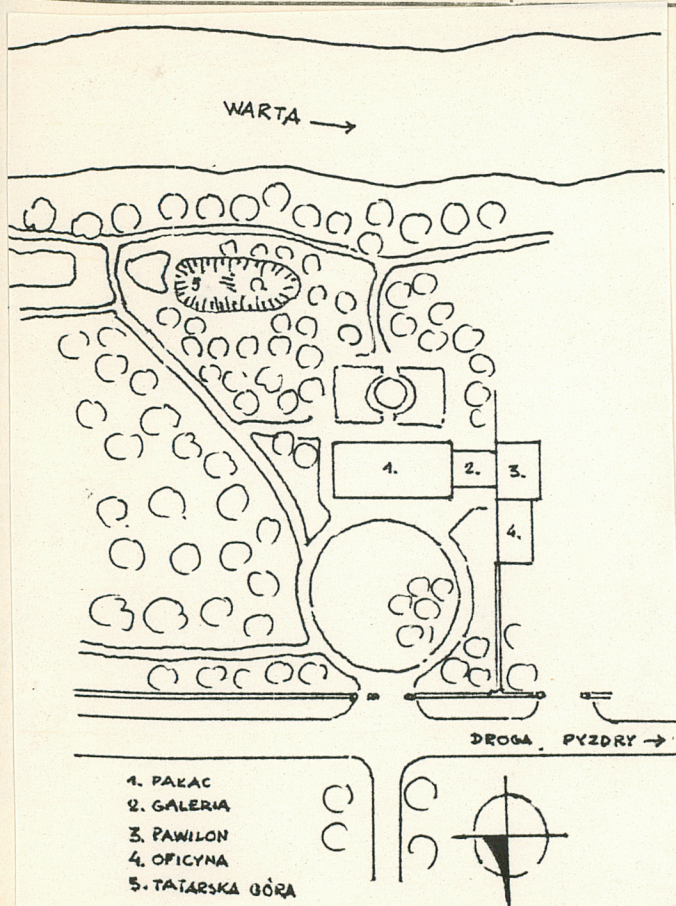 WARTA →
5
1.
2.
3.
4.
DROGA PYZDRY →
1. PAŁAC
2. GALERIA
3. PAWILON
4. OFICYNA
5. TATARSKA GÓRA